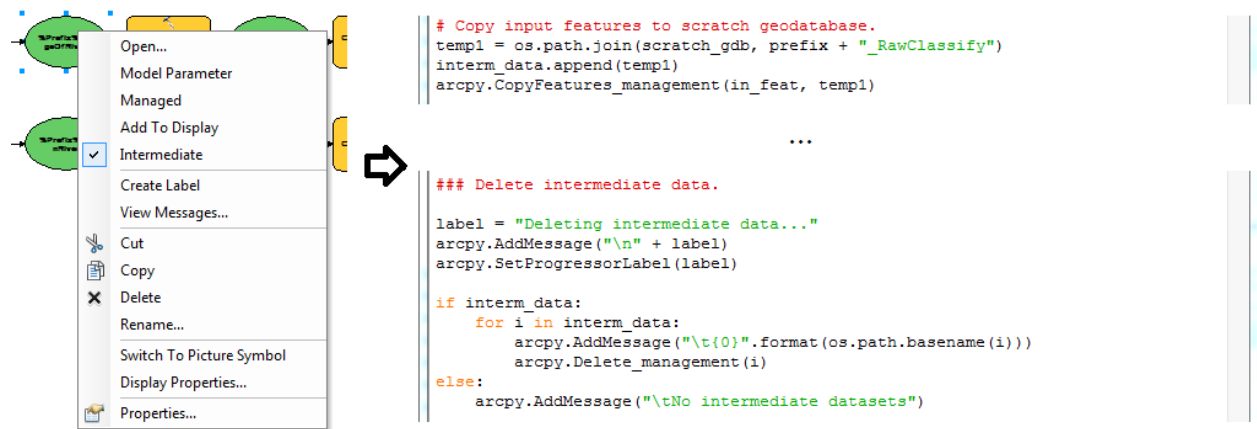 %Prefix%
geOfRiv
Open...
Model Parameter
Managed
Add To Display
Intermediate
Create Label
View Messages...
Cut
Copy
Delete
Rename...
Switch To Picture Symbol
Display Properties...
Properties...
# Copy input features to scratch geodatabase.
temp1 = os.path.join(scratch_gdb, prefix + "_RawClassify")
interm_data.append(temp1)
arcpy.CopyFeatures_management(in_feat, temp1)
...
### Delete intermediate data.
label = "Deleting intermediate data..."
arcpy.AddMessage("\n" + label)
arcpy.SetProgressorLabel(label)
if interm_data:
    for i in interm_data:
        arcpy.AddMessage("\t{0}".format(os.path.basename(i)))
        arcpy.Delete_management(i)
else:
    arcpy.AddMessage("\tNo intermediate datasets")